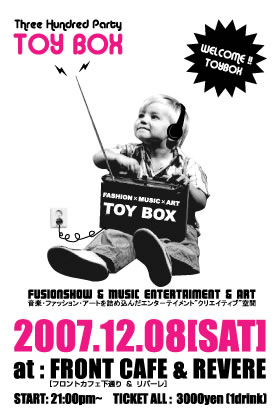 Three Hundred Party
TOY BOX
WELCOME !!
TOYBOX
FASHION×MUSIC×ART
TOY BOX
FUSIONSHOW & MUSIC ENTERTAIMENT & ART
音楽・ファッション・アートを詰め込んだエンターテイメント"クリエイティブ"空間
2007.12.08[SAT]
at : FRONT CAFE & REVERE
[フロントカフェ下通り & リバーレ]
START: 21:00pm~ TICKET ALL : 3000yen (1drink)